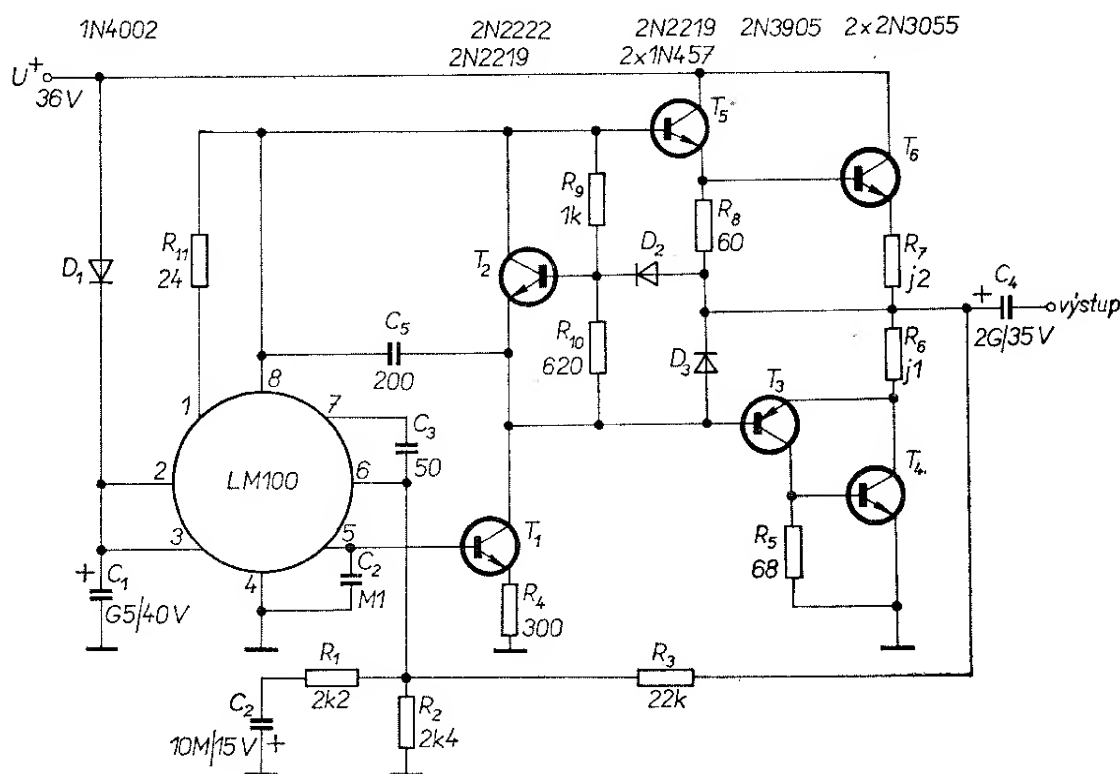 1N4002
2N2222
2N2219
2N3905
2x2N3055
2N2219
2x1N457
U+
36V
T5
T6
R9
1k
R8
60
R11
24
D2
R7
j2
C4
+
výstup
2G/35V
D1
T2
C5
200
R10
620
D3
R6
j1
8
T3
1
7
C3
50
2
LM100
6
T4
3
5
T1
R5
68
+
C1
G5/40V
4
C2
M1
R4
300
R1
2k2
R3
22k
C2
10M/15V
+
R2
2k4